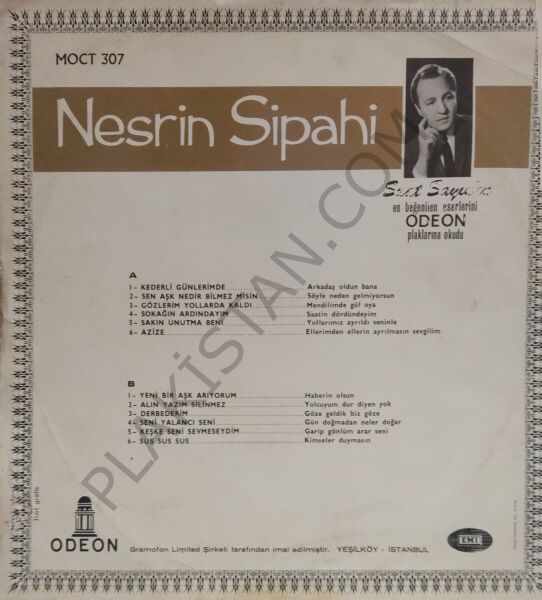 MOCT 307
Nesrin Sipahi
Suat Sayın'ın
en beğenilen eserlerini
ODEON
plaklarına okudu
A
1- KEDERLİ GÜNLERİMDE.......... Arkadaş oldun bana
2- SEN AŞK NEDİR BİLMEZ MİSİN.......... Söyle neden gelmiyorsun
3- GÖZLERİM YOLLARDA KALDI.......... Mendilimde gül oya
4- SOKAĞIN ARDINDAYIM.......... Saatin dördündeyim
5- SAKIN UNUTMA BENİ.......... Yollarımız ayrıldı seninle
6- AZİZE.......... Ellerimden ellerin ayrılmasın sevgilim
B
1- YENİ BİR AŞK ARIYORUM.......... Haberin olsun
2- ALIN YAZIM SİLİNMEZ.......... Yolcuyum dur diyen yok
3- DERBEDERİM.......... Göze geldik biz göze
4- SENİ YALANCI SENİ.......... Gün doğmadan neler doğar
5- KEŞKE SENİ SEVMESEYDİM.......... Garip gönlüm arar seni
6- SUS SUS SUS.......... Kimseler duymasın
fırat grafik
ODEON
Gramofon Limited Şirketi tarafından imal edilmiştir. YEŞİLKÖY - İSTANBUL
EMI
PLAKİSTAN.COM